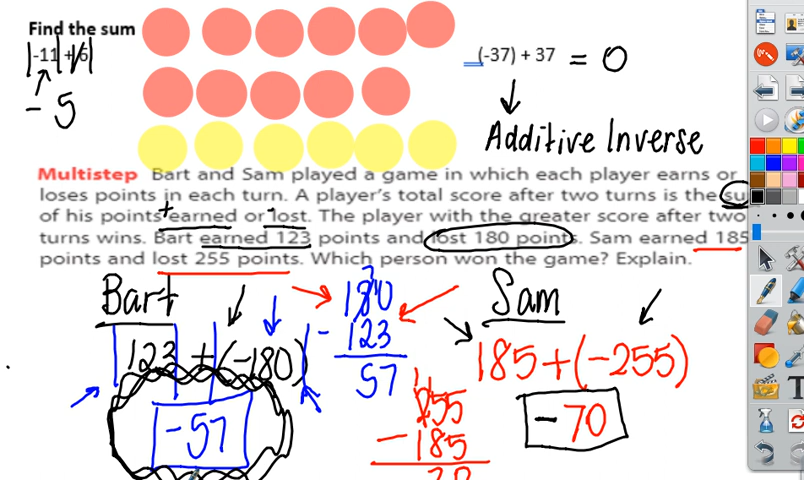 Find the sum
|-11| + |6|
- 5
(-37) + 37 = 0
Additive Inverse
Multistep Bart and Sam played a game in which each player earns or
loses points in each turn. A player's total score after two turns is the su
of his points earned or lost. The player with the greater score after two
+ -
turns wins. Bart earned 123 points and lost 180 points. Sam earned 185
points and lost 255 points. Which person won the game? Explain.
Bart
123 + (-180)
-57
180
- 123
57
255
- 185
Sam
185 + (-255)
-70
T